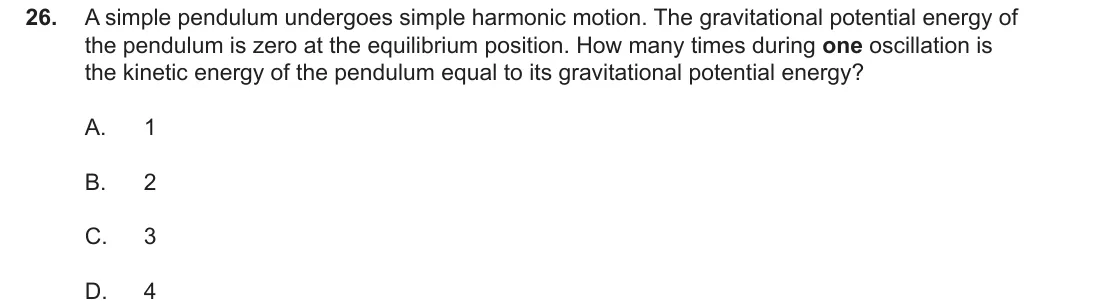 26. A simple pendulum undergoes simple harmonic motion. The gravitational potential energy of
the pendulum is zero at the equilibrium position. How many times during one oscillation is
the kinetic energy of the pendulum equal to its gravitational potential energy?
A. 1
B. 2
C. 3
D. 4